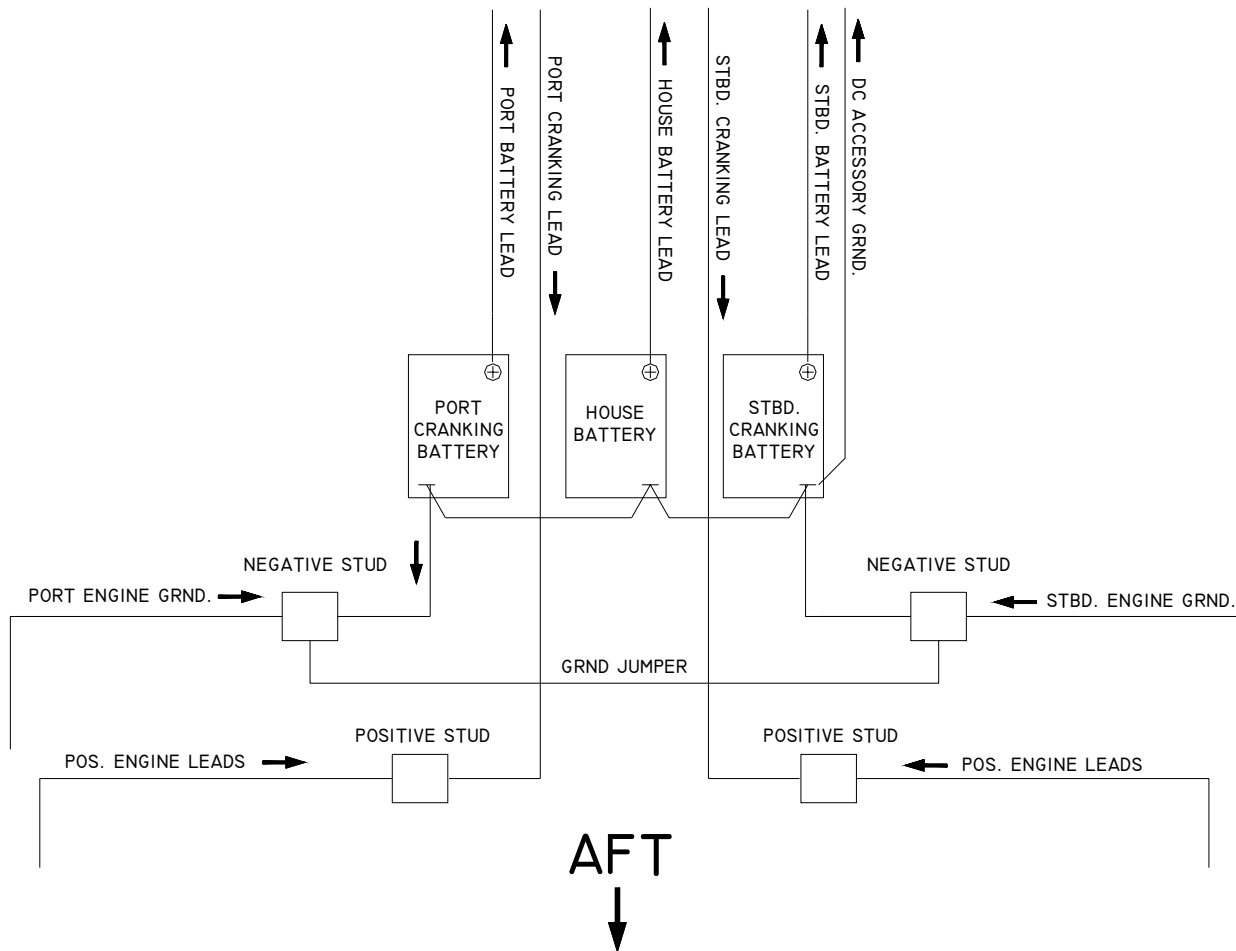 PORT BATTERY LEAD
PORT CRANKING LEAD
HOUSE BATTERY LEAD
STBD. CRANKING LEAD
STBD. BATTERY LEAD
DC ACCESSORY GRND.
PORT
CRANKING
BATTERY
HOUSE
BATTERY
STBD.
CRANKING
BATTERY
NEGATIVE STUD
NEGATIVE STUD
PORT ENGINE GRND.
STBD. ENGINE GRND.
GRND JUMPER
POSITIVE STUD
POSITIVE STUD
POS. ENGINE LEADS
POS. ENGINE LEADS
AFT